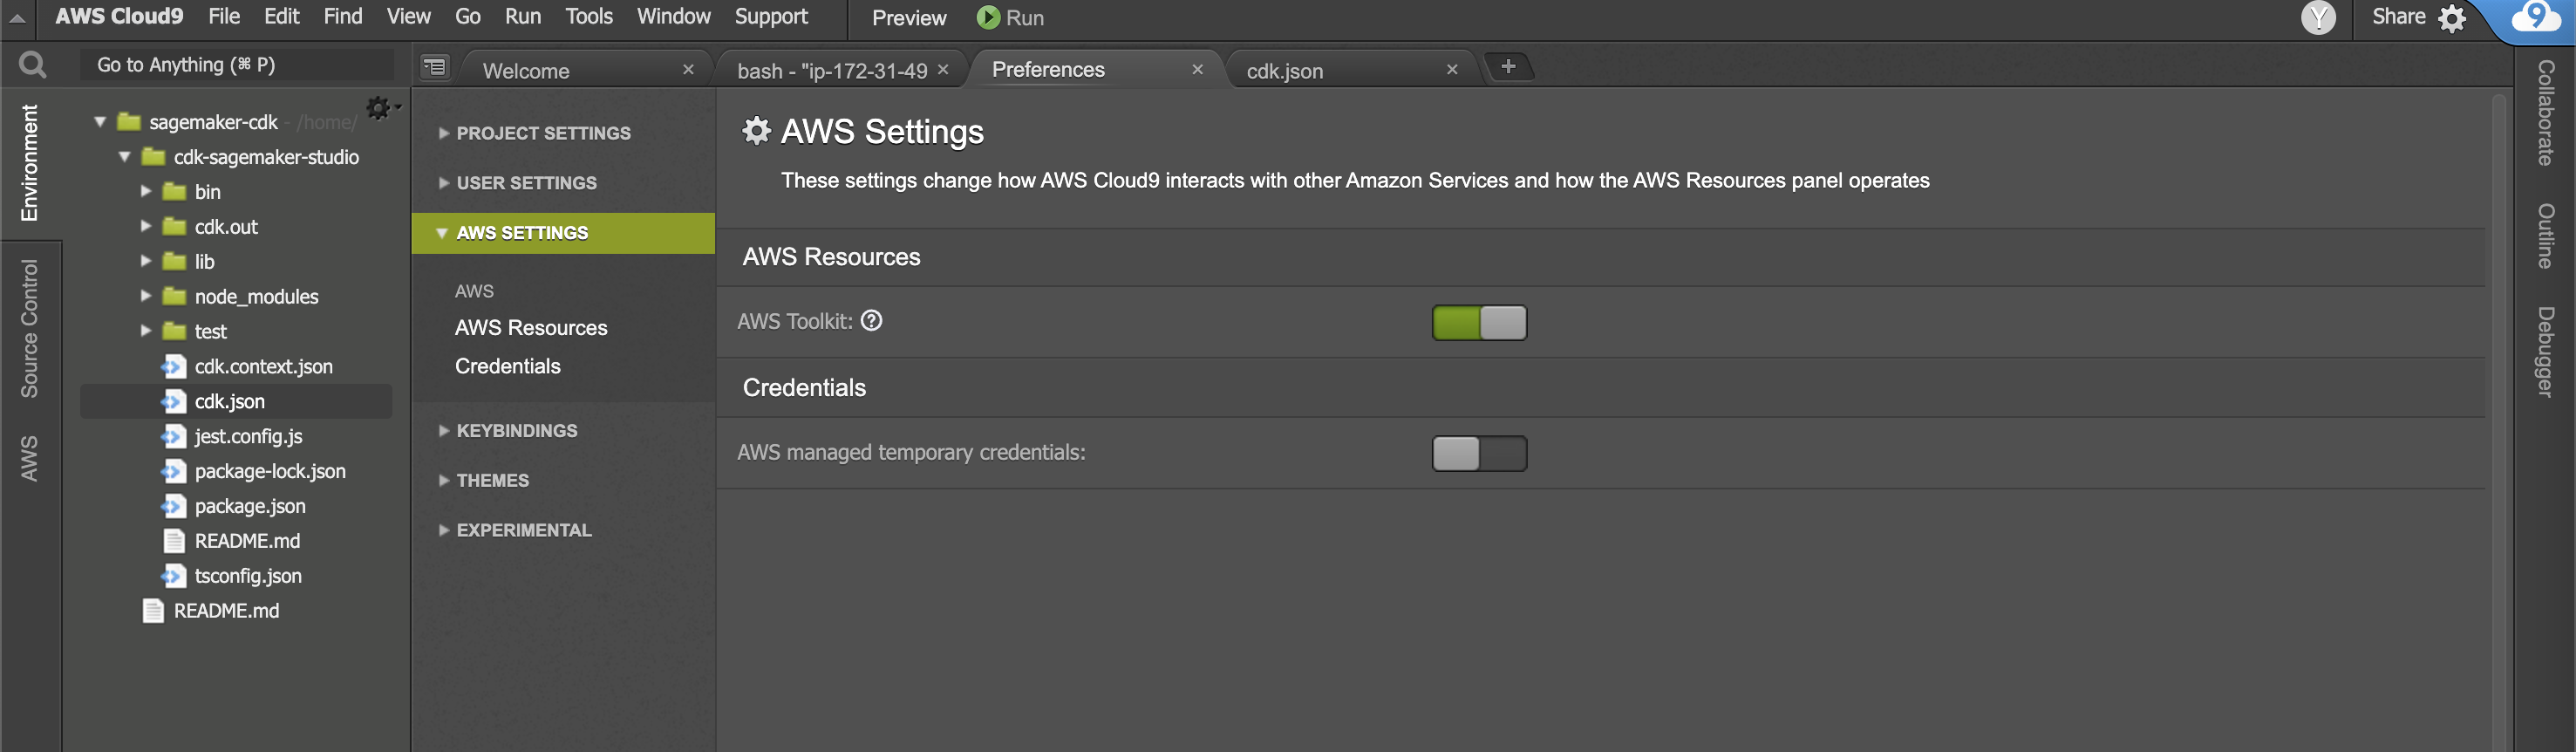 AWS Cloud9 File Edit Find View Go Run Tools Window Support Preview Run Y Share 9
Go to Anything (⌘ P)
Welcome
bash - "ip-172-31-49
Preferences
cdk.json
Environment
Source Control
AWS
sagemaker-cdk - /home/
cdk-sagemaker-studio
bin
cdk.out
lib
node_modules
test
cdk.context.json
cdk.json
jest.config.js
package-lock.json
package.json
README.md
tsconfig.json
README.md
PROJECT SETTINGS
USER SETTINGS
AWS SETTINGS
AWS
AWS Resources
Credentials
KEYBINDINGS
THEMES
EXPERIMENTAL
AWS Settings
These settings change how AWS Cloud9 interacts with other Amazon Services and how the AWS Resources panel operates
AWS Resources
AWS Toolkit: ?
Credentials
AWS managed temporary credentials:
Collaborate
Outline
Debugger